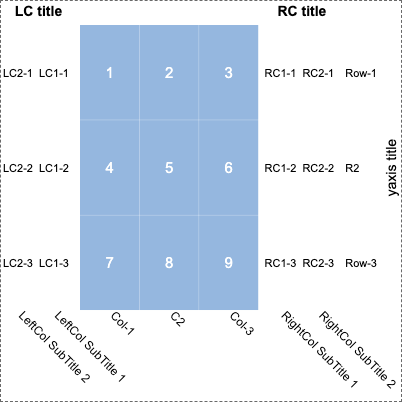 LC title RC title
LC2-1 LC1-1 1 2 3 RC1-1 RC2-1 Row-1
LC2-2 LC1-2 4 5 6 RC1-2 RC2-2 R2
LC2-3 LC1-3 7 8 9 RC1-3 RC2-3 Row-3
yaxis title
LeftCol SubTitle 2
LeftCol SubTitle 1
Col-1
C2
Col-3
RightCol SubTitle 1
RightCol SubTitle 2